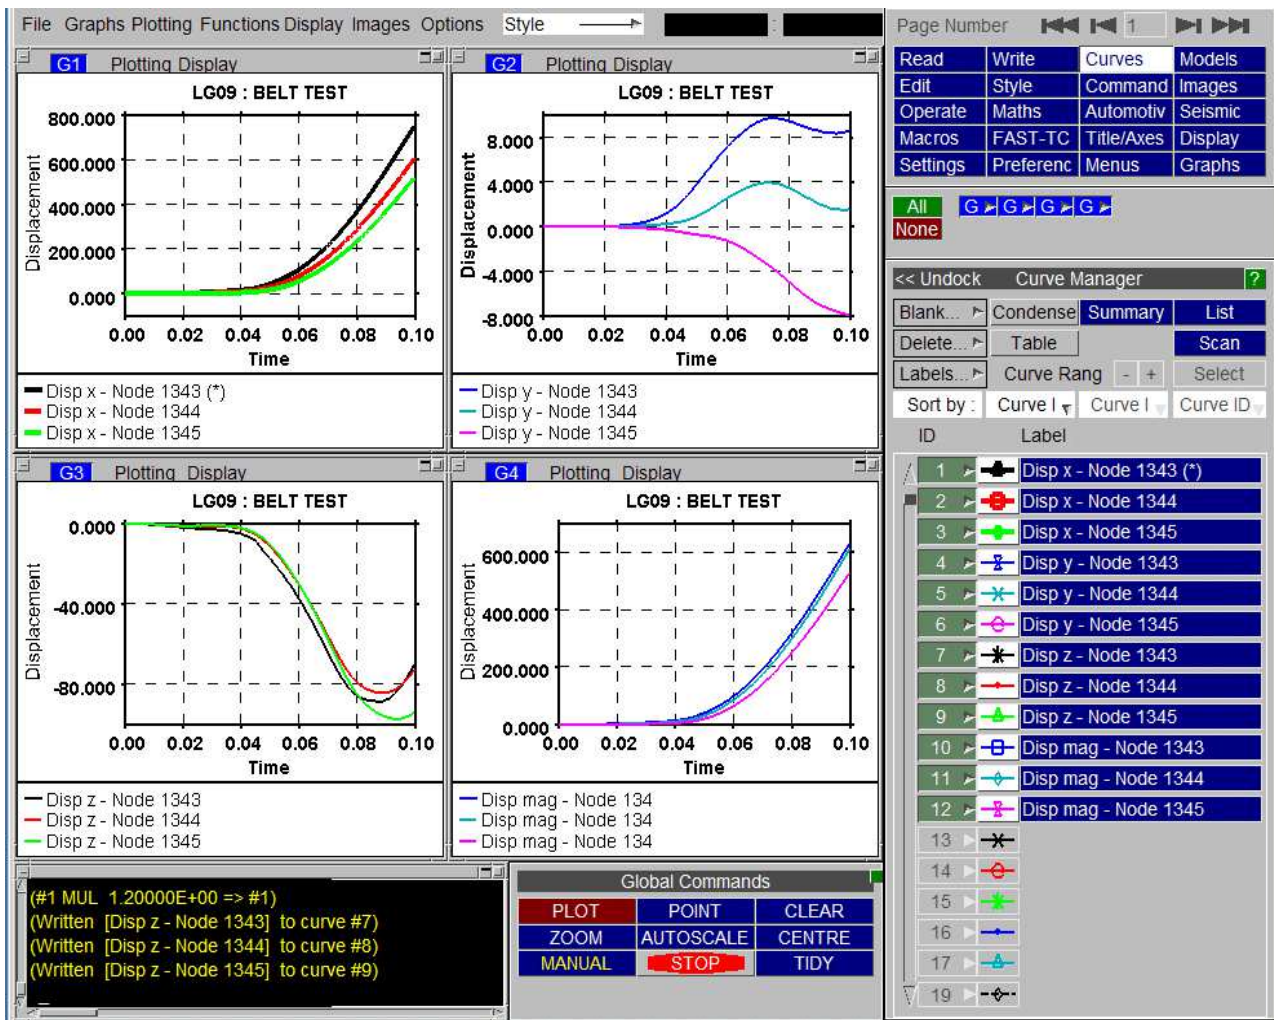 File Graphs Plotting Functions Display Images Options Style :
G1 Plotting Display
LG09 : BELT TEST
800.000
600.000
400.000
200.000
0.000
Displacement
0.00 0.02 0.04 0.06 0.08 0.10
Time
Disp x - Node 1343 (*)
Disp x - Node 1344
Disp x - Node 1345
G2 Plotting Display
LG09 : BELT TEST
8.000
4.000
0.000
-4.000
-8.000
Displacement
0.00 0.02 0.04 0.06 0.08 0.10
Time
Disp y - Node 1343
Disp y - Node 1344
Disp y - Node 1345
G3 Plotting Display
LG09 : BELT TEST
0.000
-40.000
-80.000
Displacement
0.00 0.02 0.04 0.06 0.08 0.10
Time
Disp z - Node 1343
Disp z - Node 1344
Disp z - Node 1345
G4 Plotting Display
LG09 : BELT TEST
600.000
400.000
200.000
0.000
Displacement
0.00 0.02 0.04 0.06 0.08 0.10
Time
Disp mag - Node 134
Disp mag - Node 134
Disp mag - Node 134
(#1 MUL 1.20000E+00 => #1)
(Written [Disp z - Node 1343] to curve #7)
(Written [Disp z - Node 1344] to curve #8)
(Written [Disp z - Node 1345] to curve #9)
_
Global Commands
PLOT POINT CLEAR
ZOOM AUTOSCALE CENTRE
MANUAL STOP TIDY
Page Number 1
Read Write Curves Models
Edit Style Command Images
Operate Maths Automotiv Seismic
Macros FAST-TC Title/Axes Display
Settings Preferenc Menus Graphs
All G G G G
None
<< Undock Curve Manager ?
Blank... Condense Summary List
Delete... Table Scan
Labels... Curve Rang - + Select
Sort by : Curve I Curve I Curve ID
ID Label
1 Disp x - Node 1343 (*)
2 Disp x - Node 1344
3 Disp x - Node 1345
4 Disp y - Node 1343
5 Disp y - Node 1344
6 Disp y - Node 1345
7 Disp z - Node 1343
8 Disp z - Node 1344
9 Disp z - Node 1345
10 Disp mag - Node 1343
11 Disp mag - Node 1344
12 Disp mag - Node 1345
13
14
15
16
17
19